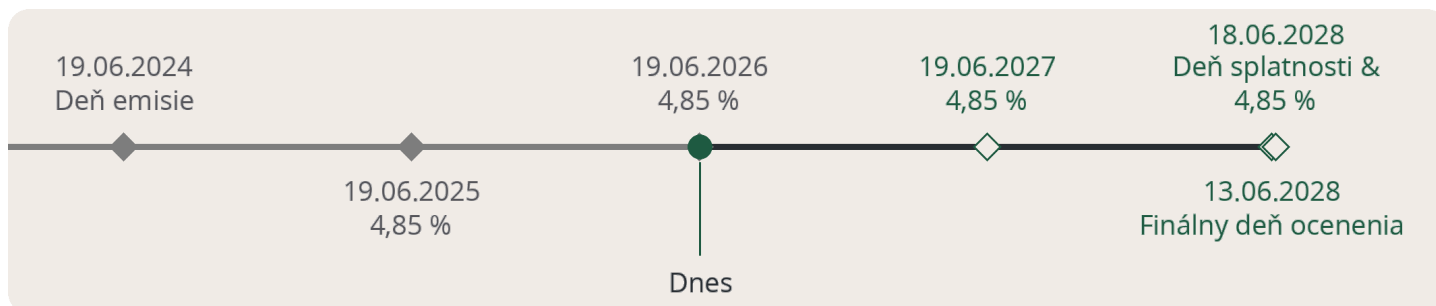 19.06.2024
Deň emisie
19.06.2025
4,85 %
19.06.2026
4,85 %
Dnes
19.06.2027
4,85 %
18.06.2028
Deň splatnosti &
4,85 %
13.06.2028
Finálny deň ocenenia